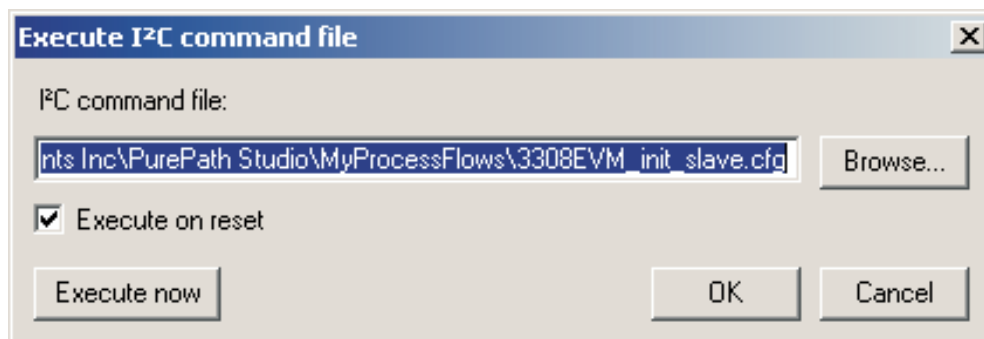 Execute I²C command file
I²C command file:
nts Inc\PurePath Studio\MyProcessFlows\3308EVM_init_slave.cfg
Browse...
Execute on reset
Execute now
OK
Cancel